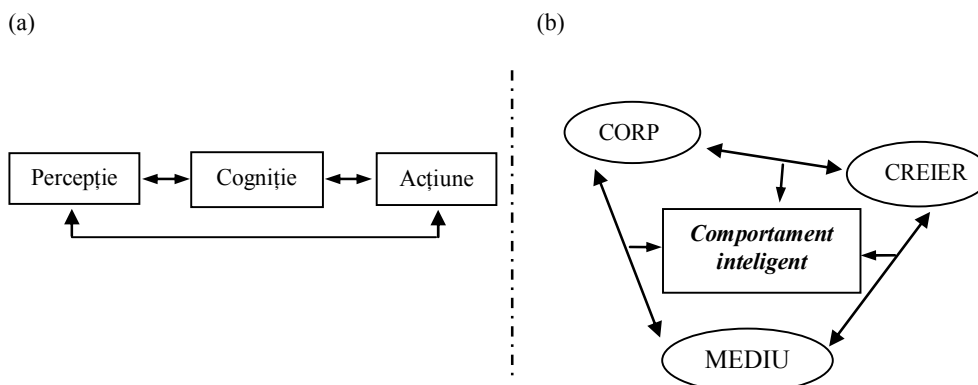 (a)
Percepție
Cogniție
Acțiune
(b)
CORP
CREIER
Comportament
inteligent
MEDIU